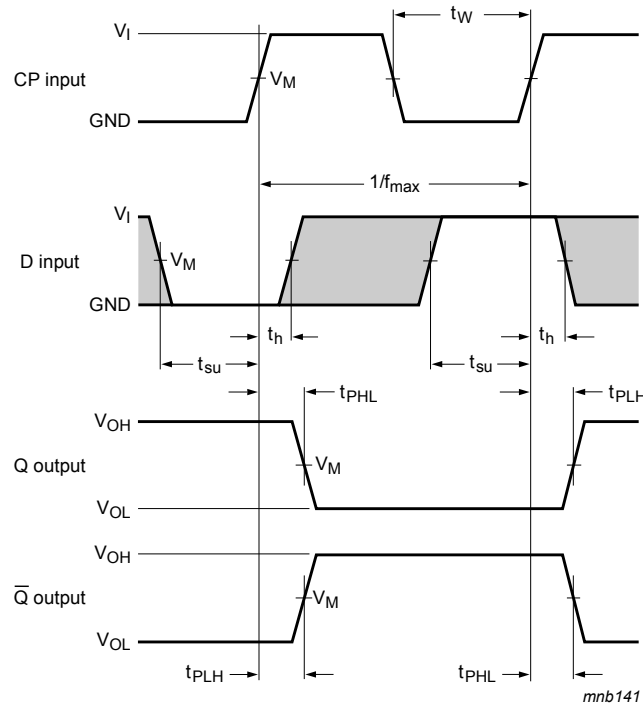 t_W
V_I
CP input
V_M
GND
1/f_max
V_I
D input
V_M
GND
t_h
t_h
t_su
t_su
t_PHL
t_PLH
V_OH
Q output
V_M
V_OL
V_OH
Q̅ output
V_M
V_OL
t_PLH
t_PHL
mnb141